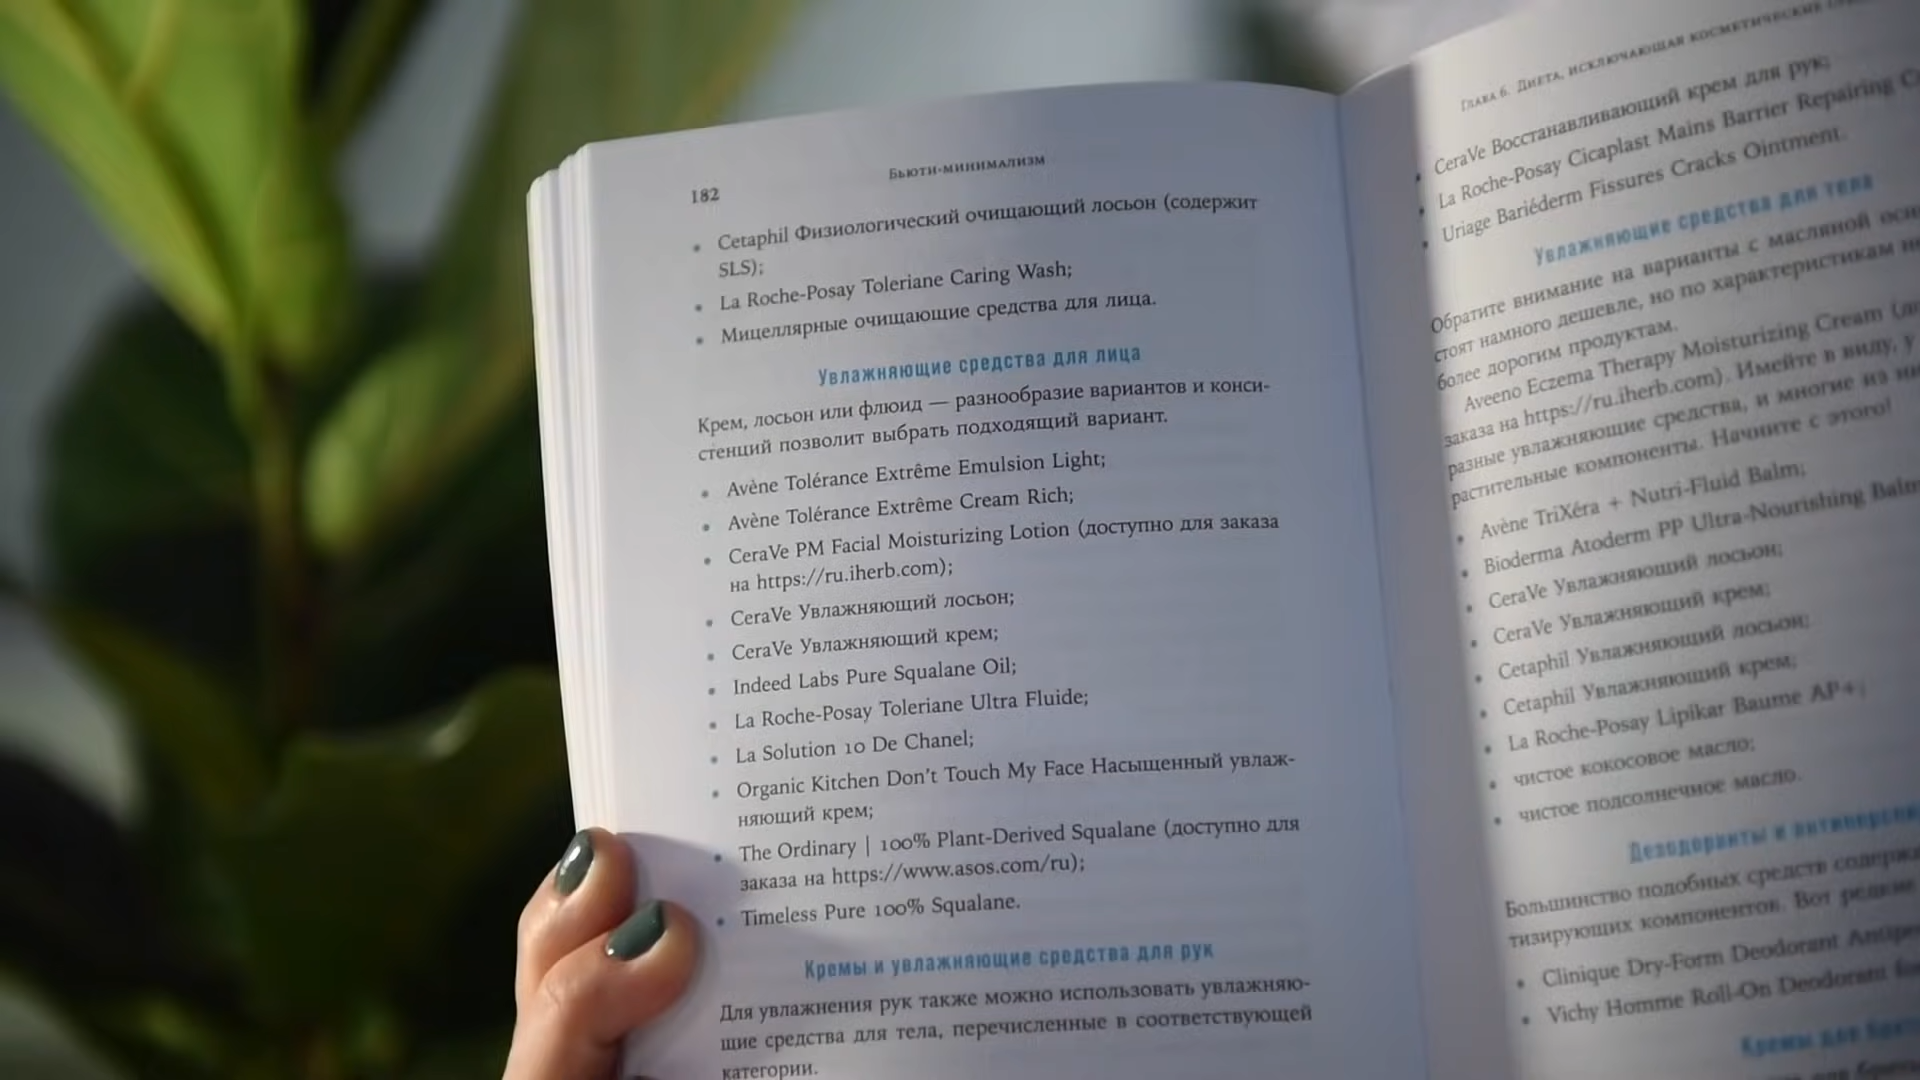 182
Бьюти-минимализм
• Cetaphil Физиологический очищающий лосьон (содержит
SLS);
• La Roche-Posay Toleriane Caring Wash;
• Мицеллярные очищающие средства для лица.
Увлажняющие средства для лица
Крем, лосьон или флюид — разнообразие вариантов и конси-
стенций позволит выбрать подходящий вариант.
• Avène Tolérance Extrême Emulsion Light;
• Avène Tolérance Extrême Cream Rich;
• CeraVe PM Facial Moisturizing Lotion (доступно для заказа
на https://ru.iherb.com);
• CeraVe Увлажняющий лосьон;
• CeraVe Увлажняющий крем;
• Indeed Labs Pure Squalane Oil;
• La Roche-Posay Toleriane Ultra Fluide;
• La Solution 10 De Chanel;
• Organic Kitchen Don't Touch My Face Насыщенный увлаж-
няющий крем;
• The Ordinary | 100% Plant-Derived Squalane (доступно для
заказа на https://www.asos.com/ru);
• Timeless Pure 100% Squalane.
Кремы и увлажняющие средства для рук
Для увлажнения рук также можно использовать увлажняю-
щие средства для тела, перечисленные в соответствующей
категории.
Глава 6. Диета, исключающая косметические
• CeraVe Восстанавливающий крем для рук;
• La Roche-Posay Cicaplast Mains Barrier Repairing
• Uriage Bariéderm Fissures Cracks Ointment.
Увлажняющие средства для тела
Обратите внимание на варианты с масляной
стоят намного дешевле, но по характеристикам
более дорогим продуктам.
Aveeno Eczema Therapy Moisturizing Cream
заказа на https://ru.iherb.com). Имейте в виду, у
разные увлажняющие средства, и многие из
растительные компоненты. Начните с этого!
• Avène TriXéra + Nutri-Fluid Balm;
• Bioderma Atoderm PP Ultra-Nourishing Balm
• CeraVe Увлажняющий лосьон;
• CeraVe Увлажняющий крем;
• Cetaphil Увлажняющий лосьон;
• Cetaphil Увлажняющий крем;
• La Roche-Posay Lipikar Baume AP+;
• чистое кокосовое масло;
• чистое подсолнечное масло.
Дезодоранты и
Большинство подобных средств
тизирующих компонентов. Вот редкие
• Clinique Dry-Form Deodorant
• Vichy Homme Roll-On Deodorant
Кремы для